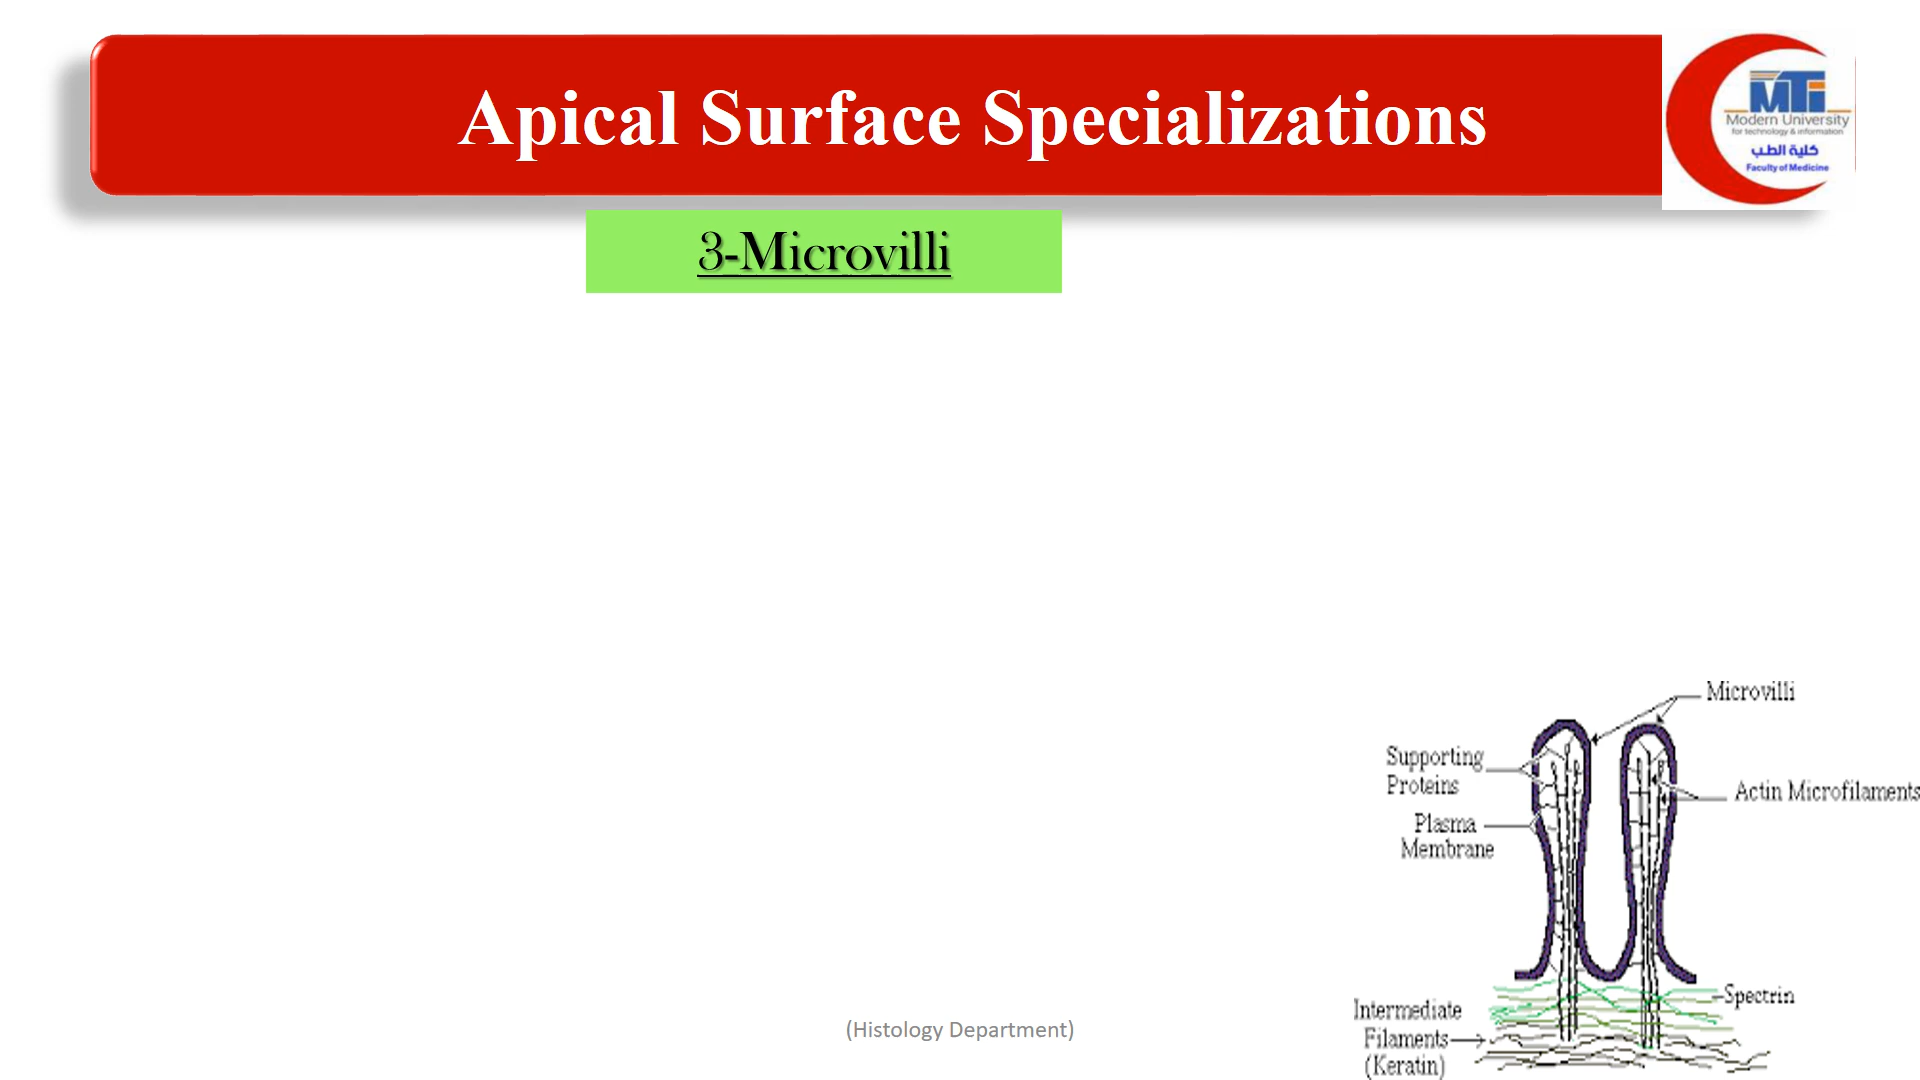 Apical Surface Specializations
MTi
Modern University
for technology & information
كلية الطب
Faculty of Medicine
3-Microvilli
Microvilli
Supporting
Proteins
Actin Microfilaments
Plasma
Membrane
Spectrin
Intermediate
Filaments
(Keratin)
(Histology Department)